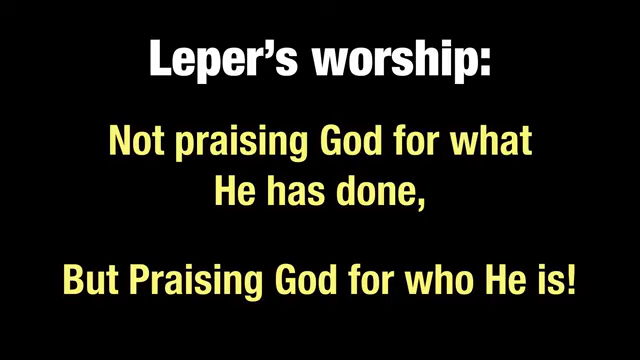 Leper’s worship:
Not praising God for what
He has done,
But Praising God for who He is!